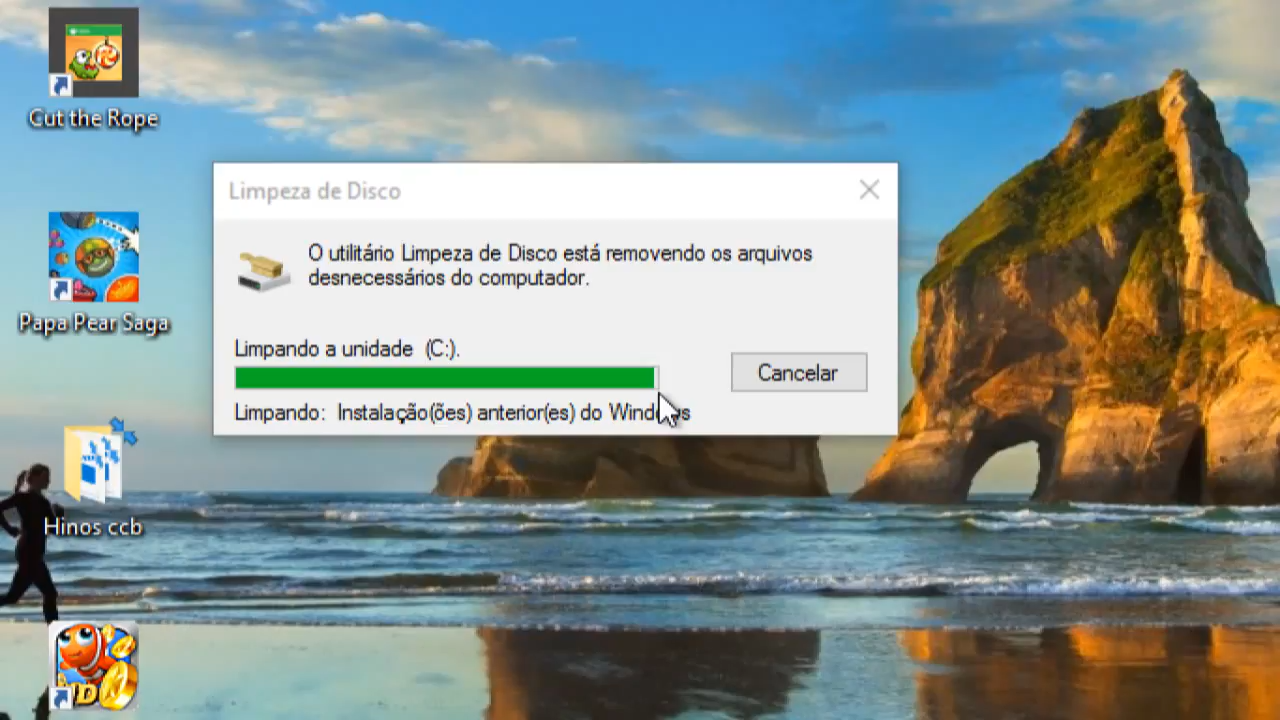 Cut the Rope
Limpeza de Disco
O utilitário Limpeza de Disco está removendo os arquivos
desnecessários do computador.
Papa Pear Saga
Limpando a unidade (C:).
Cancelar
Limpando: Instalação(ões) anterior(es) do Windows
Hinos ccb